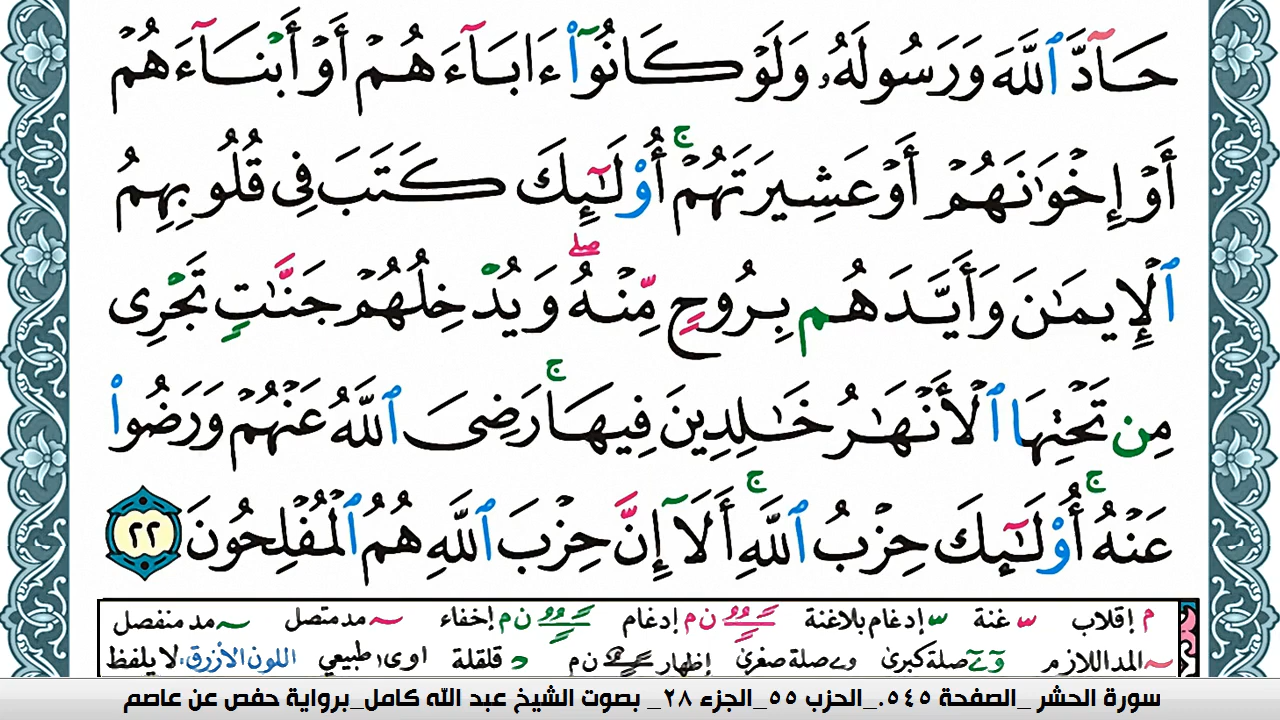 حَآدَّ ٱللَّهَ وَرَسُولَهُۥ وَلَوْ كَانُوٓا۟ ءَابَآءَهُمْ أَوْ أَبْنَآءَهُمْ
أَوْ إِخْوَٰنَهُمْ أَوْ عَشِيرَتَهُمْ ۚ أُو۟لَٰٓئِكَ كَتَبَ فِى قُلُوبِهِمُ
ٱلْإِيمَٰنَ وَأَيَّدَهُم بِرُوحٍ مِّنْهُ ۖ وَيُدْخِلُهُمْ جَنَّٰتٍ تَجْرِى
مِن تَحْتِهَا ٱلْأَنْهَٰرُ خَٰلِدِينَ فِيهَا ۚ رَضِىَ ٱللَّهُ عَنْهُمْ وَرَضُوا۟
عَنْهُ ۚ أُو۟لَٰٓئِكَ حِزْبُ ٱللَّهِ ۚ أَلَآ إِنَّ حِزْبَ ٱللَّهِ هُمُ ٱلْمُفْلِحُونَ ٢٢
م إقلاب ~ غنة ~ إدغام بلاغنة ن م إدغام ن م إخفاء ~ مد متصل ~ مد منفصل
~ المد اللازم و ے صلة كبرى و ے صلة صغرى إظهار ن م د قلقلة اوى طبيعي اللون الأزرق: لا يلفظ
سورة الحشر _الصفحة ٥٤٥._الحزب ٥٥_الجزء ٢٨_ بصوت الشيخ عبد الله كامل_برواية حفص عن عاصم